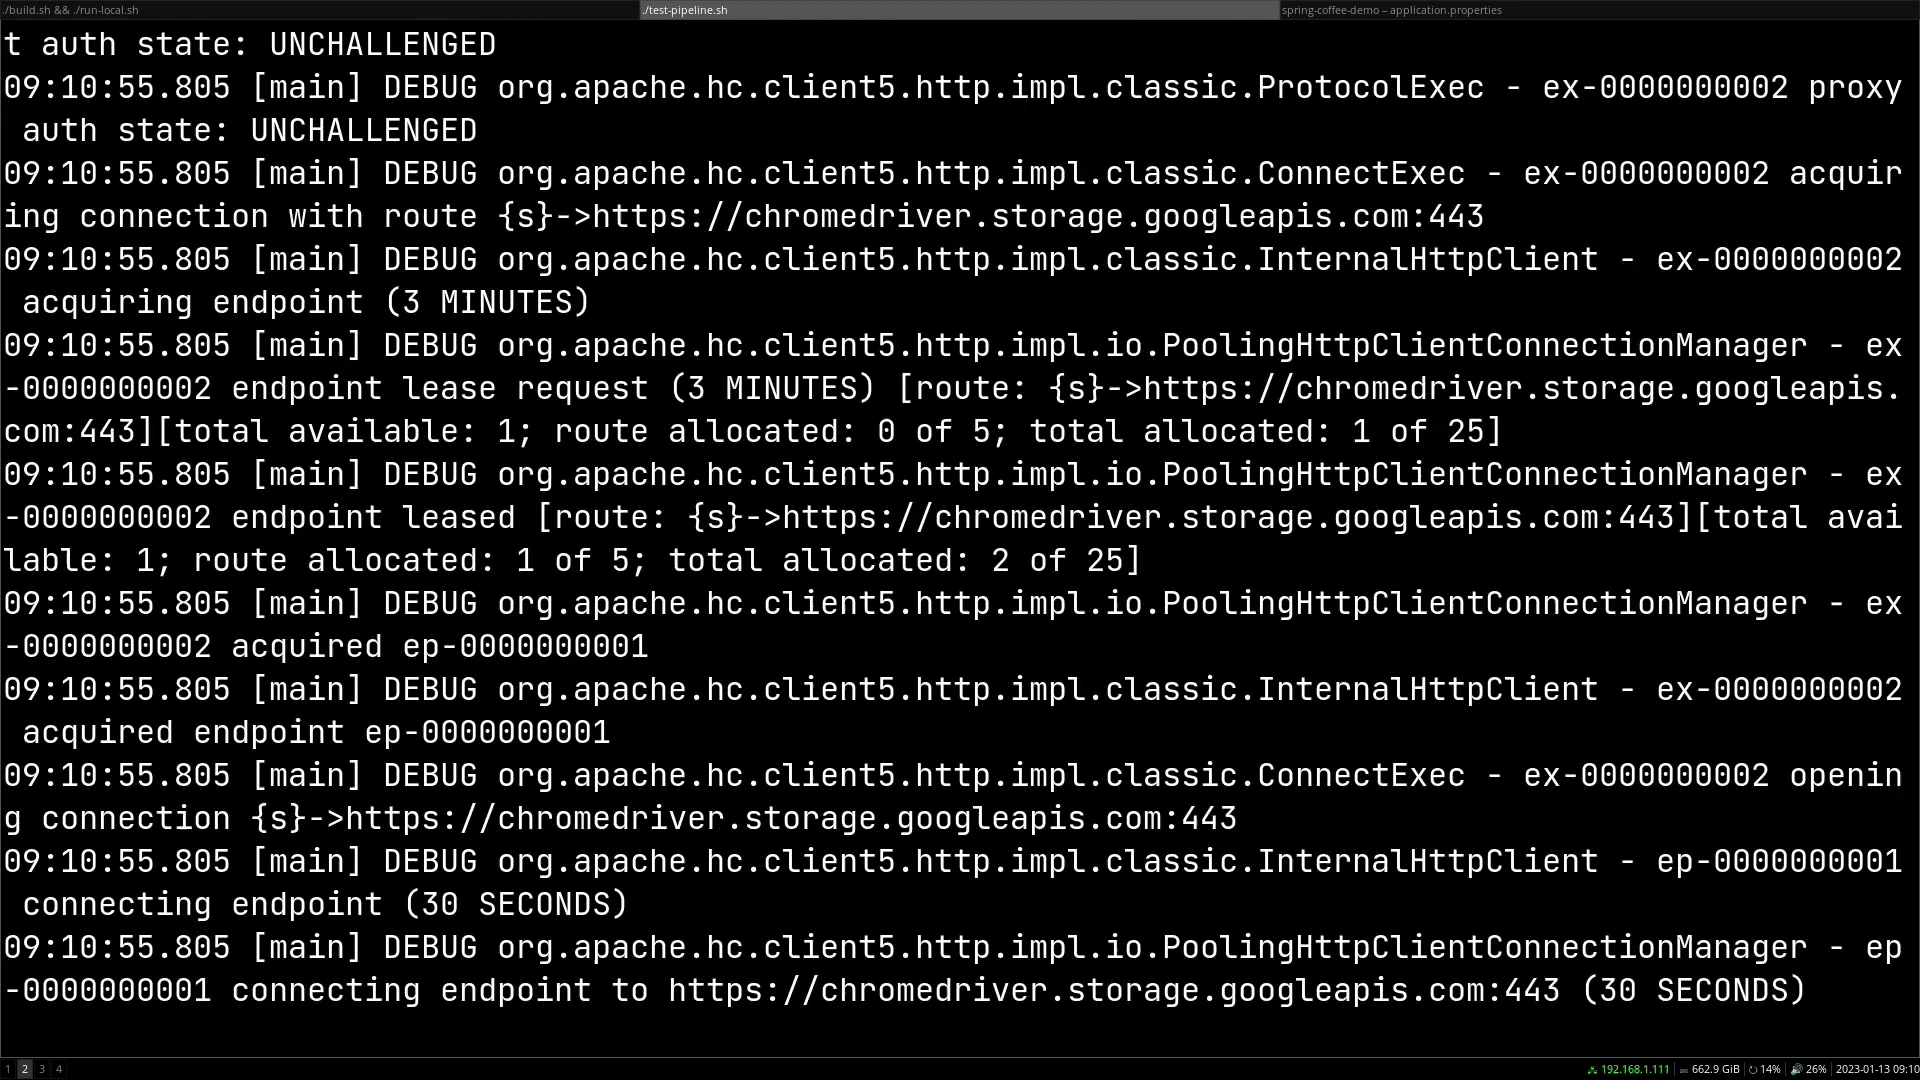 ./build.sh && ./run-local.sh
./test-pipeline.sh
spring-coffee-demo – application.properties
t auth state: UNCHALLENGED
09:10:55.805 [main] DEBUG org.apache.hc.client5.http.impl.classic.ProtocolExec - ex-0000000002 proxy
 auth state: UNCHALLENGED
09:10:55.805 [main] DEBUG org.apache.hc.client5.http.impl.classic.ConnectExec - ex-0000000002 acquir
ing connection with route {s}->https://chromedriver.storage.googleapis.com:443
09:10:55.805 [main] DEBUG org.apache.hc.client5.http.impl.classic.InternalHttpClient - ex-0000000002
 acquiring endpoint (3 MINUTES)
09:10:55.805 [main] DEBUG org.apache.hc.client5.http.impl.io.PoolingHttpClientConnectionManager - ex
-0000000002 endpoint lease request (3 MINUTES) [route: {s}->https://chromedriver.storage.googleapis.
com:443][total available: 1; route allocated: 0 of 5; total allocated: 1 of 25]
09:10:55.805 [main] DEBUG org.apache.hc.client5.http.impl.io.PoolingHttpClientConnectionManager - ex
-0000000002 endpoint leased [route: {s}->https://chromedriver.storage.googleapis.com:443][total avai
lable: 1; route allocated: 1 of 5; total allocated: 2 of 25]
09:10:55.805 [main] DEBUG org.apache.hc.client5.http.impl.io.PoolingHttpClientConnectionManager - ex
-0000000002 acquired ep-0000000001
09:10:55.805 [main] DEBUG org.apache.hc.client5.http.impl.classic.InternalHttpClient - ex-0000000002
 acquired endpoint ep-0000000001
09:10:55.805 [main] DEBUG org.apache.hc.client5.http.impl.classic.ConnectExec - ex-0000000002 openin
g connection {s}->https://chromedriver.storage.googleapis.com:443
09:10:55.805 [main] DEBUG org.apache.hc.client5.http.impl.classic.InternalHttpClient - ep-0000000001
 connecting endpoint (30 SECONDS)
09:10:55.805 [main] DEBUG org.apache.hc.client5.http.impl.io.PoolingHttpClientConnectionManager - ep
-0000000001 connecting endpoint to https://chromedriver.storage.googleapis.com:443 (30 SECONDS)
1 2 3 4
192.168.1.111 | 662.9 GiB | 14% | 26% | 2023-01-13 09:10